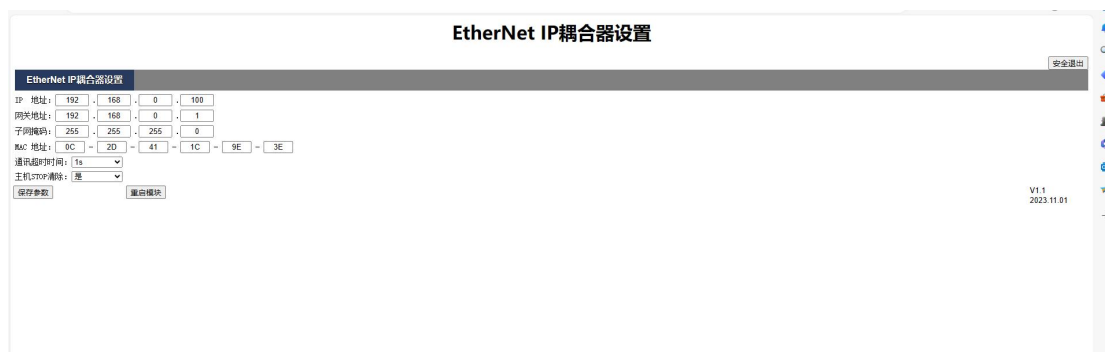 EtherNet IP耦合器设置
安全退出
EtherNet IP耦合器设置
IP 地址: 192 . 168 . 0 . 100
网关地址: 192 . 168 . 0 . 1
子网掩码: 255 . 255 . 255 . 0
MAC 地址: 0C - 2D - 41 - 1C - 9E - 3E
通讯超时时间: 1s
主机STOP清除: 是
保存参数 重启模块 V1.1
2023.11.01